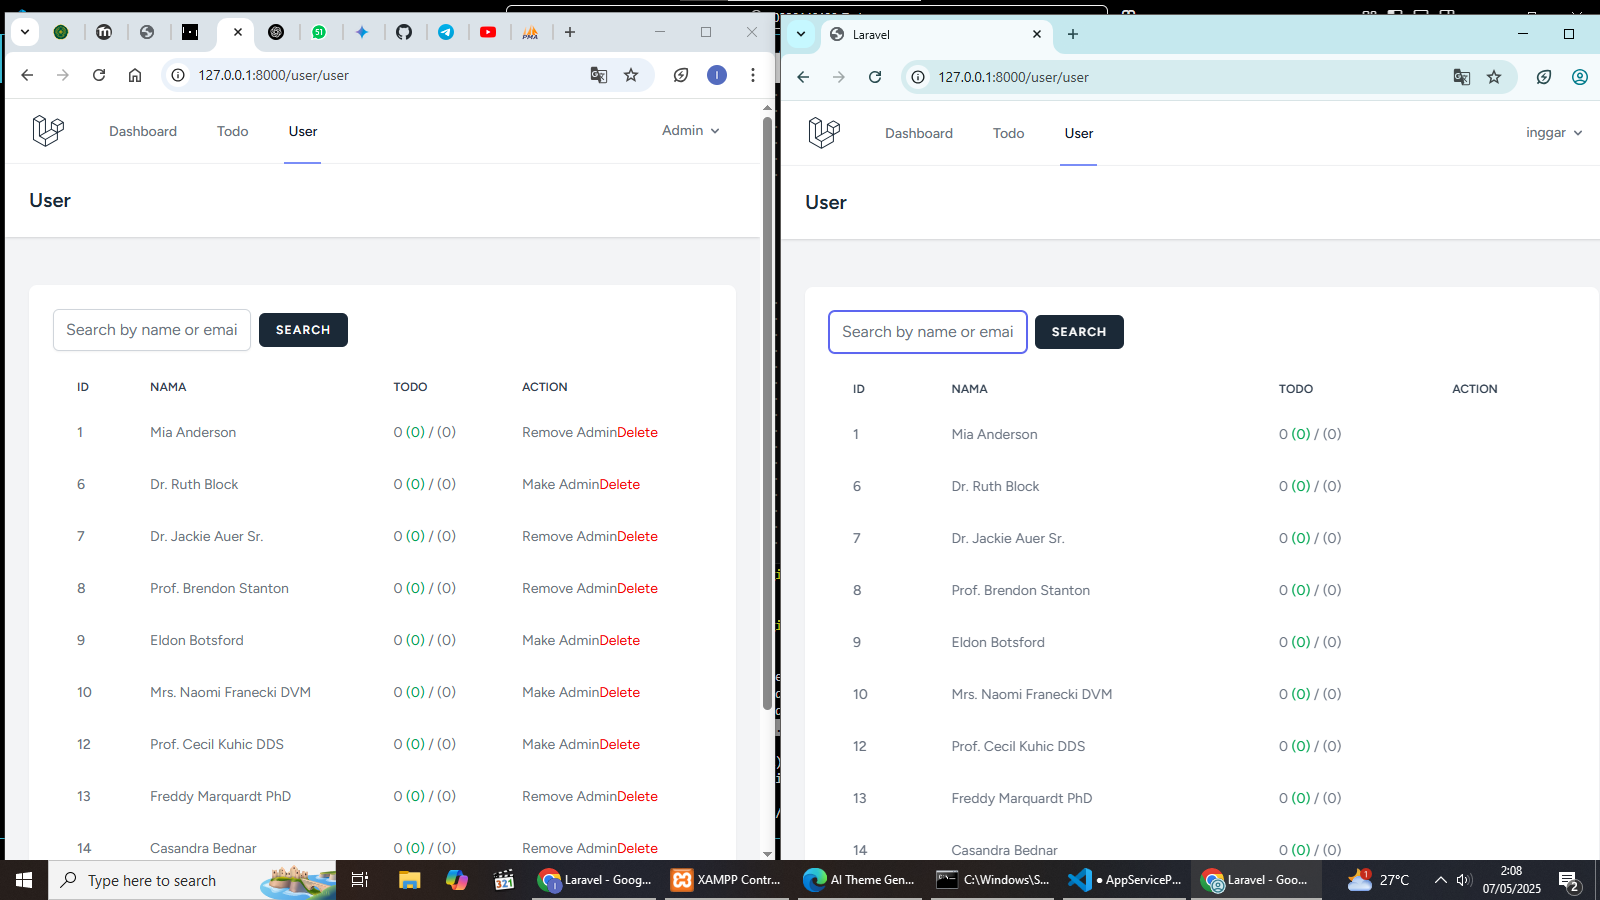 127.0.0.1:8000/user/user
Dashboard
Todo
User
Admin
User
Search by name or emai
SEARCH
ID NAMA TODO ACTION
1 Mia Anderson 0 (0) / (0) Remove AdminDelete
6 Dr. Ruth Block 0 (0) / (0) Make AdminDelete
7 Dr. Jackie Auer Sr. 0 (0) / (0) Remove AdminDelete
8 Prof. Brendon Stanton 0 (0) / (0) Remove AdminDelete
9 Eldon Botsford 0 (0) / (0) Make AdminDelete
10 Mrs. Naomi Franecki DVM 0 (0) / (0) Make AdminDelete
12 Prof. Cecil Kuhic DDS 0 (0) / (0) Make AdminDelete
13 Freddy Marquardt PhD 0 (0) / (0) Remove AdminDelete
14 Casandra Bednar 0 (0) / (0) Remove AdminDelete
Laravel
127.0.0.1:8000/user/user
Dashboard
Todo
User
inggar
User
Search by name or emai
SEARCH
ID NAMA TODO ACTION
1 Mia Anderson 0 (0) / (0)
6 Dr. Ruth Block 0 (0) / (0)
7 Dr. Jackie Auer Sr. 0 (0) / (0)
8 Prof. Brendon Stanton 0 (0) / (0)
9 Eldon Botsford 0 (0) / (0)
10 Mrs. Naomi Franecki DVM 0 (0) / (0)
12 Prof. Cecil Kuhic DDS 0 (0) / (0)
13 Freddy Marquardt PhD 0 (0) / (0)
14 Casandra Bednar 0 (0) / (0)
Type here to search
Laravel - Goog...
XAMPP Contr...
AI Theme Gen...
C:\Windows\S...
● AppServiceP...
Laravel - Goo...
27°C
2:08
07/05/2025
2